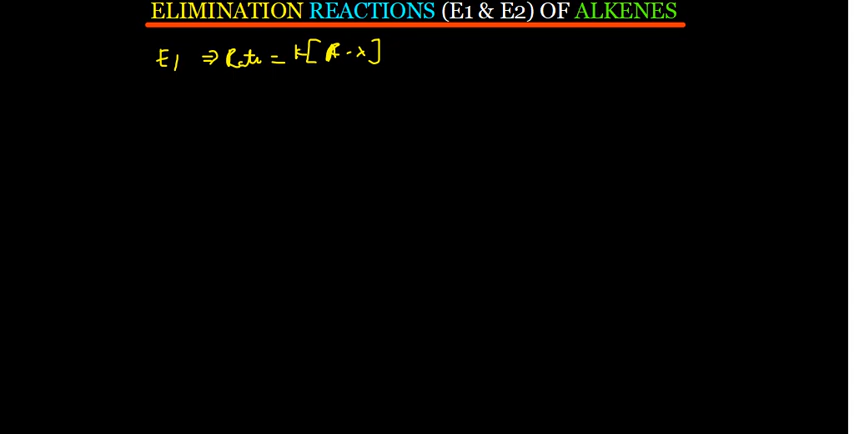 ELIMINATION REACTIONS (E1 & E2) OF ALKENES
E1 ⇒ Rate = k[R-X]